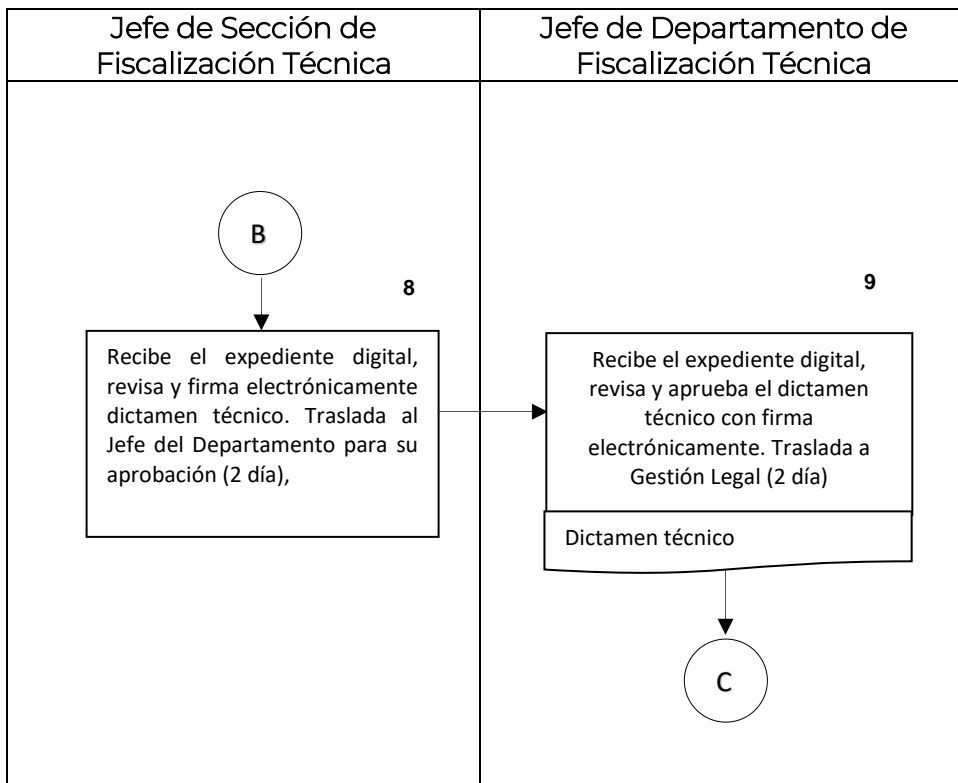 Jefe de Sección de
Fiscalización Técnica
Jefe de Departamento de
Fiscalización Técnica
B
8
Recibe el expediente digital,
revisa y firma electrónicamente
dictamen técnico. Traslada al
Jefe del Departamento para su
aprobación (2 día),
9
Recibe el expediente digital,
revisa y aprueba el dictamen
técnico con firma
electrónicamente. Traslada a
Gestión Legal (2 día)
Dictamen técnico
C